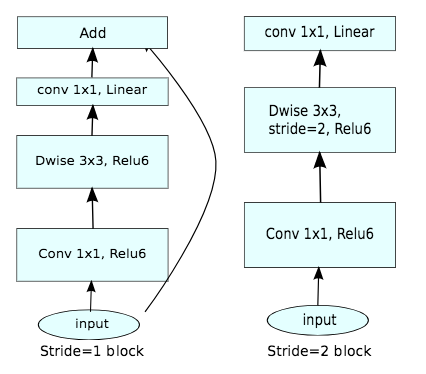 Add
conv 1x1, Linear
Dwise 3x3, Relu6
Conv 1x1, Relu6
input
Stride=1 block
conv 1x1, Linear
Dwise 3x3,
stride=2, Relu6
Conv 1x1, Relu6
input
Stride=2 block